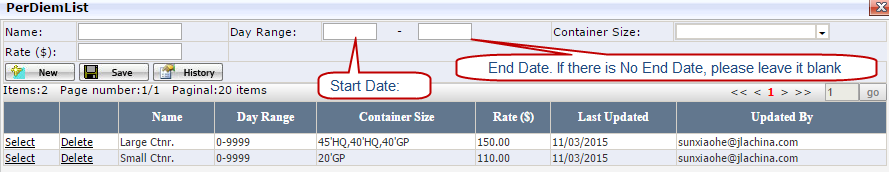 PerDiemList X
Name: Day Range: - Container Size:
Rate ($):
New Save History
Start Date:
End Date. If there is No End Date, please leave it blank
Items:2 Page number:1/1 Paginal:20 items << < 1 > >> 1 go
Name Day Range Container Size Rate ($) Last Updated Updated By
Select Delete Large Ctnr. 0-9999 45'HQ,40'HQ,40'GP 150.00 11/03/2015 sunxiaohe@jlachina.com
Select Delete Small Ctnr. 0-9999 20'GP 110.00 11/03/2015 sunxiaohe@jlachina.com